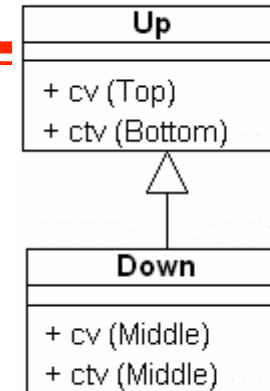 Up
+ cv (Top)
+ ctv (Bottom)
Down
+ cv (Middle)
+ ctv (Middle)